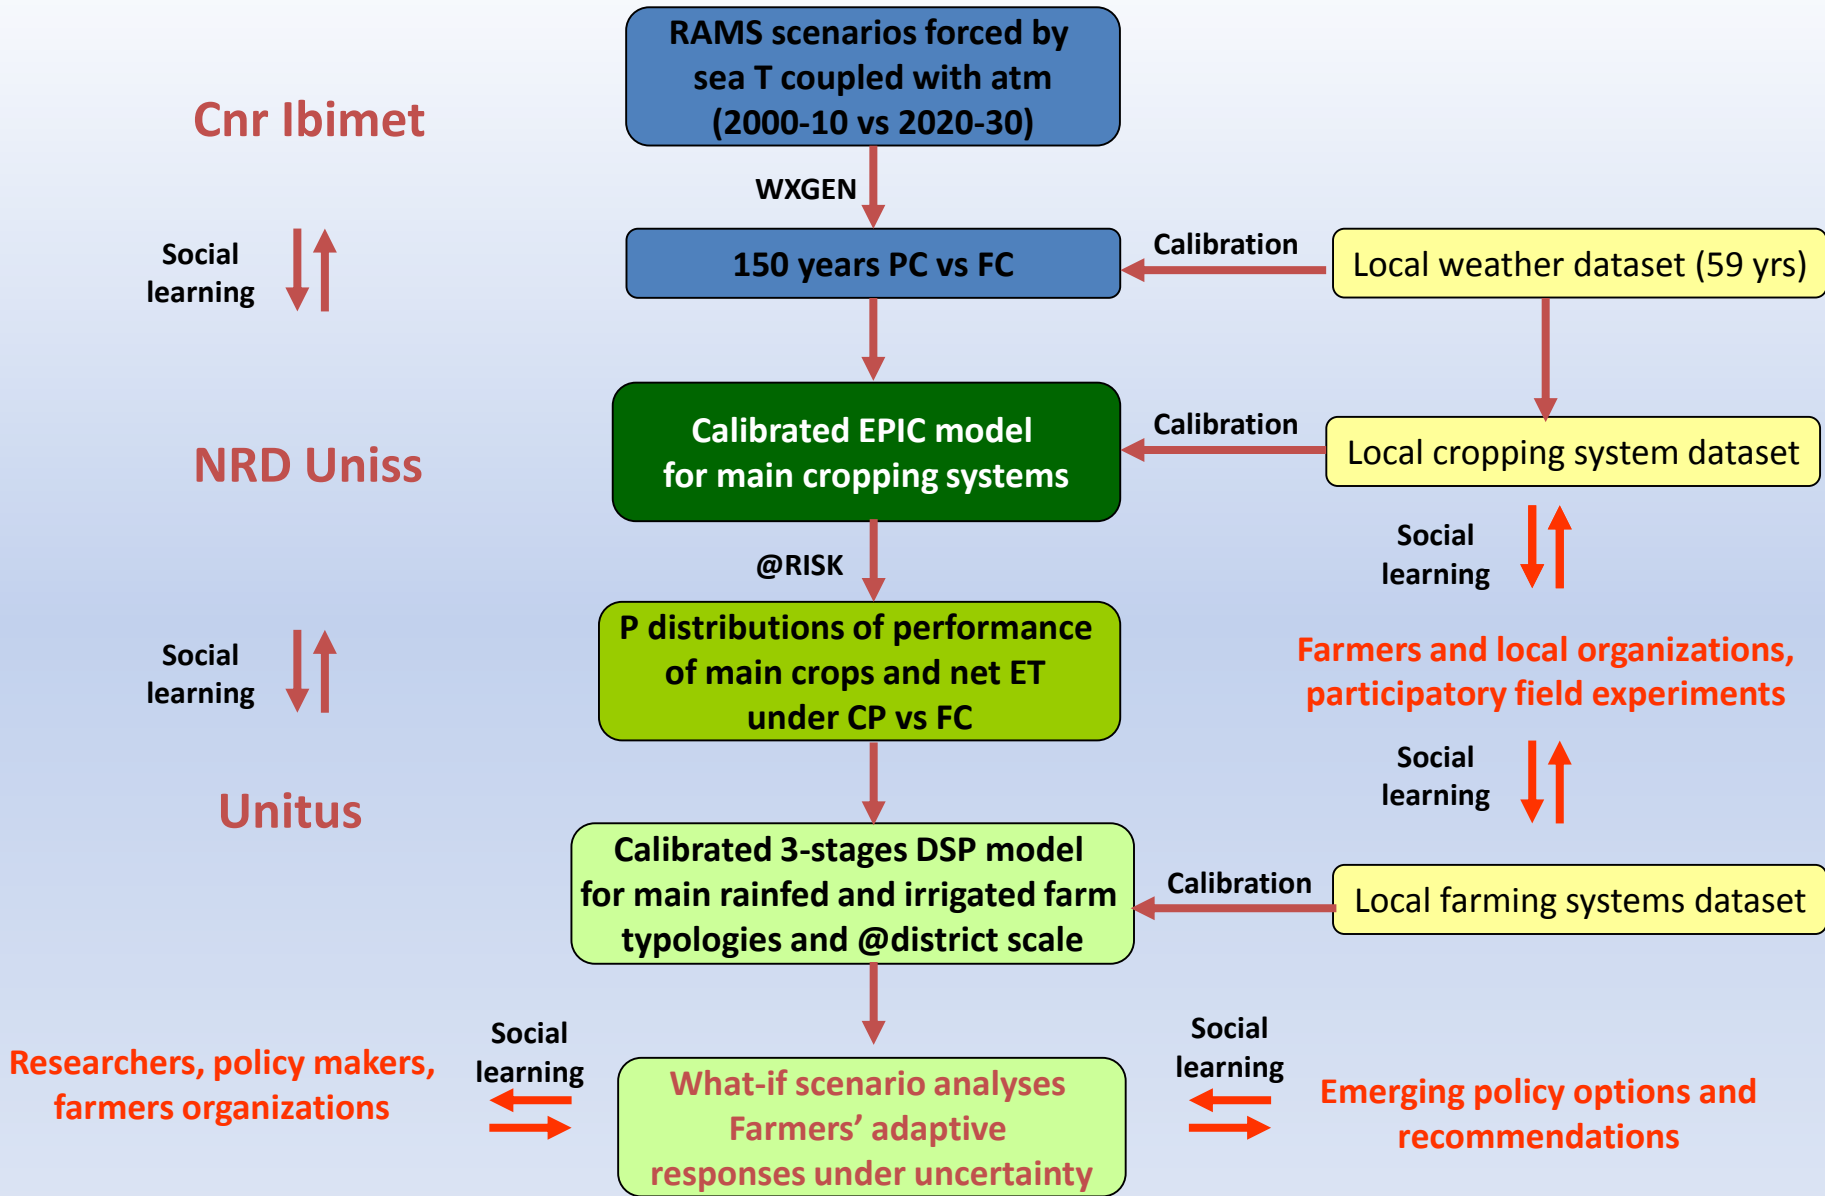 RAMS scenarios forced by
sea T coupled with atm
(2000-10 vs 2020-30)
Cnr Ibimet
WXGEN
Social
learning
150 years PC vs FC
Calibration
Local weather dataset (59 yrs)
Calibrated EPIC model
for main cropping systems
Calibration
Local cropping system dataset
NRD Uniss
@RISK
Social
learning
Social
learning
P distributions of performance
of main crops and net ET
under CP vs FC
Farmers and local organizations,
participatory field experiments
Social
learning
Unitus
Calibrated 3-stages DSP model
for main rainfed and irrigated farm
typologies and @district scale
Calibration
Local farming systems dataset
Researchers, policy makers,
farmers organizations
Social
learning
What-if scenario analyses
Farmers’ adaptive
responses under uncertainty
Social
learning
Emerging policy options and
recommendations